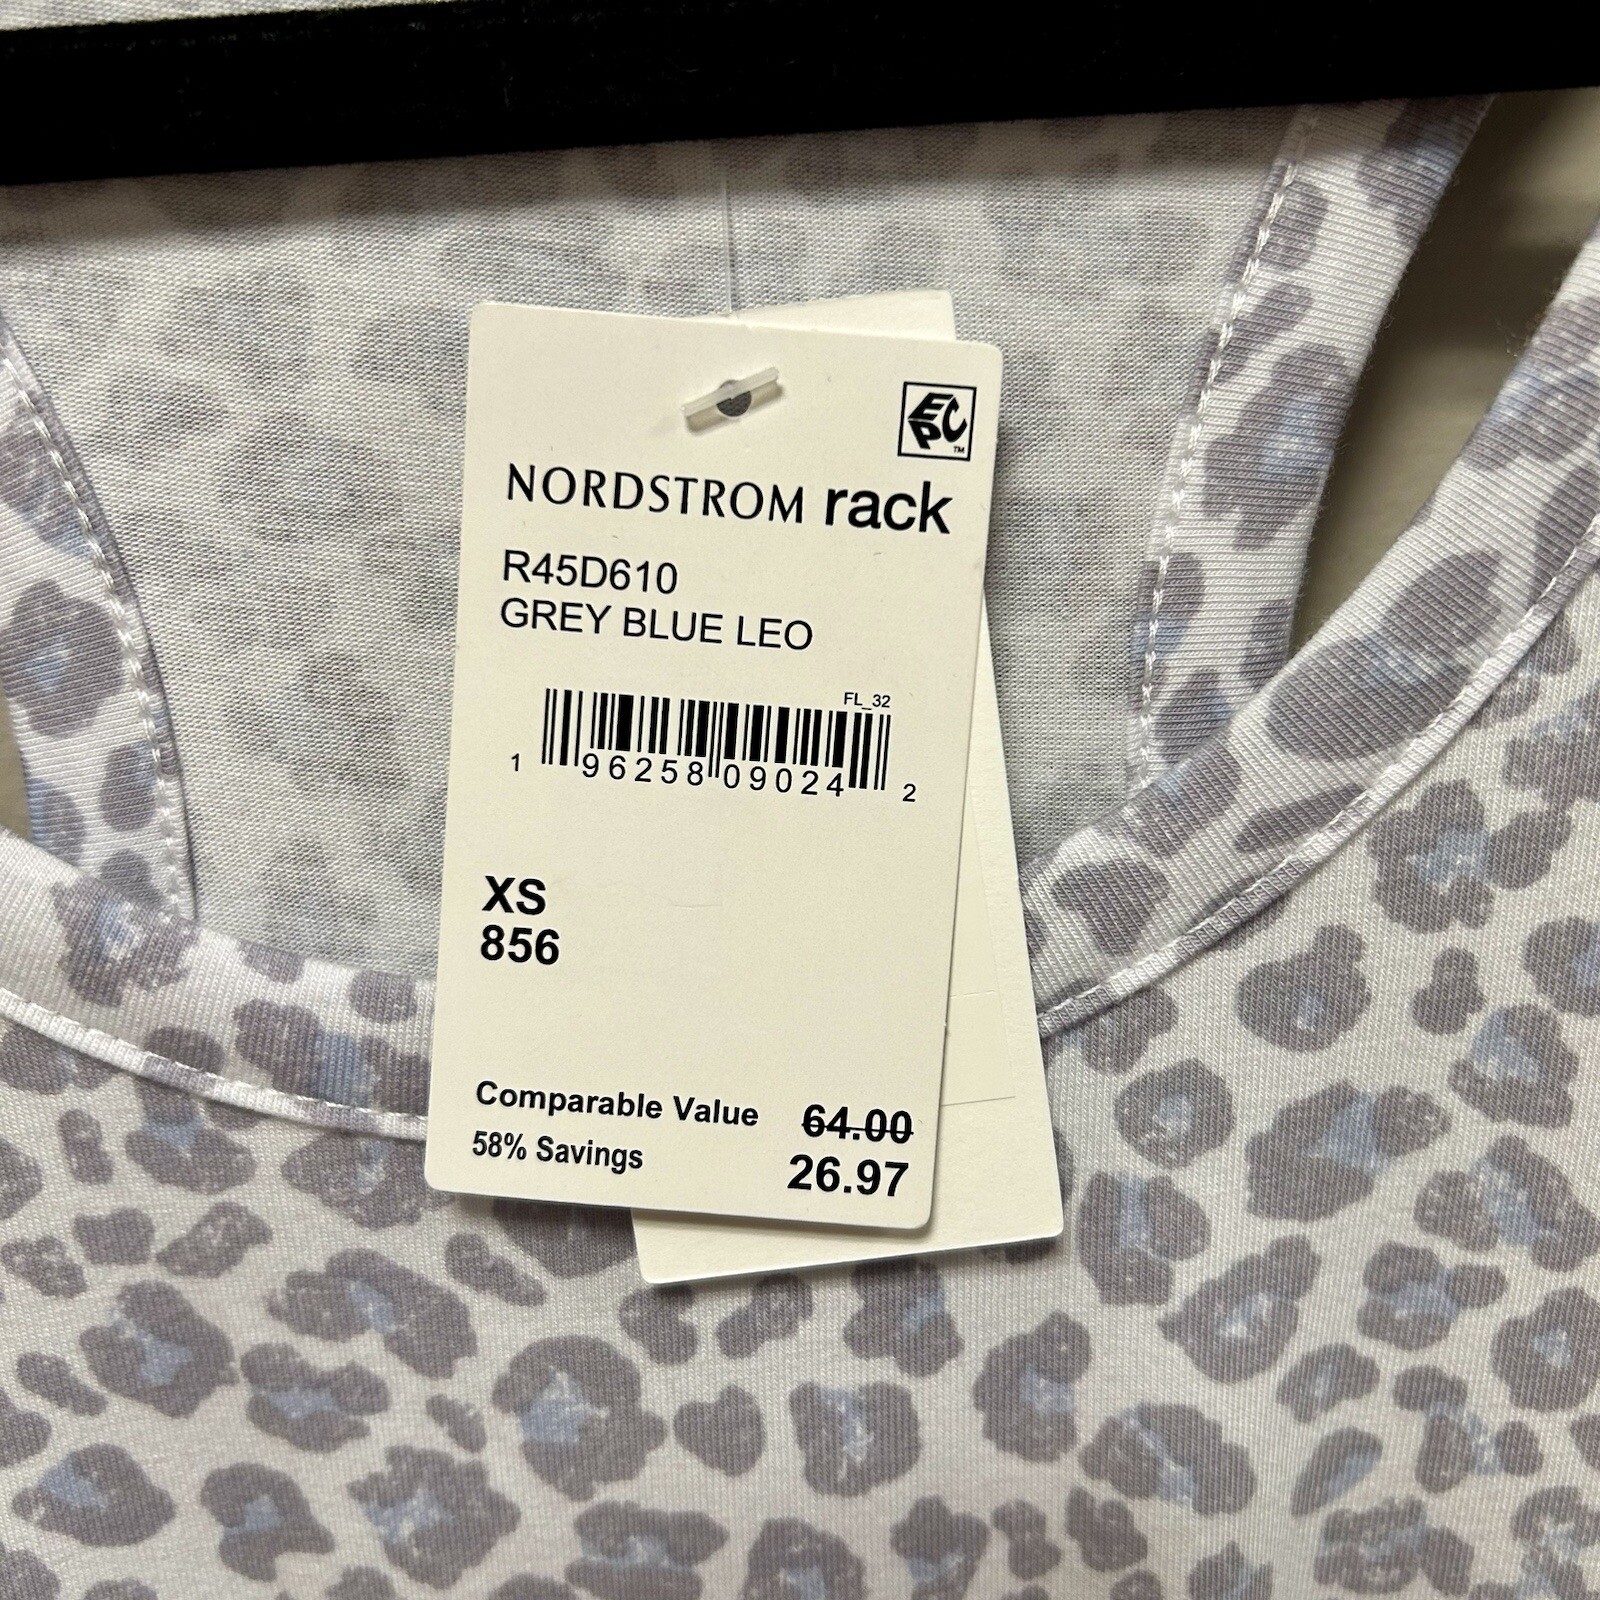 EPC™
NORDSTROM rack
R45D610
GREY BLUE LEO
FL_32
1 96258 09024 2
XS
856
Comparable Value 64.00
58% Savings 26.97